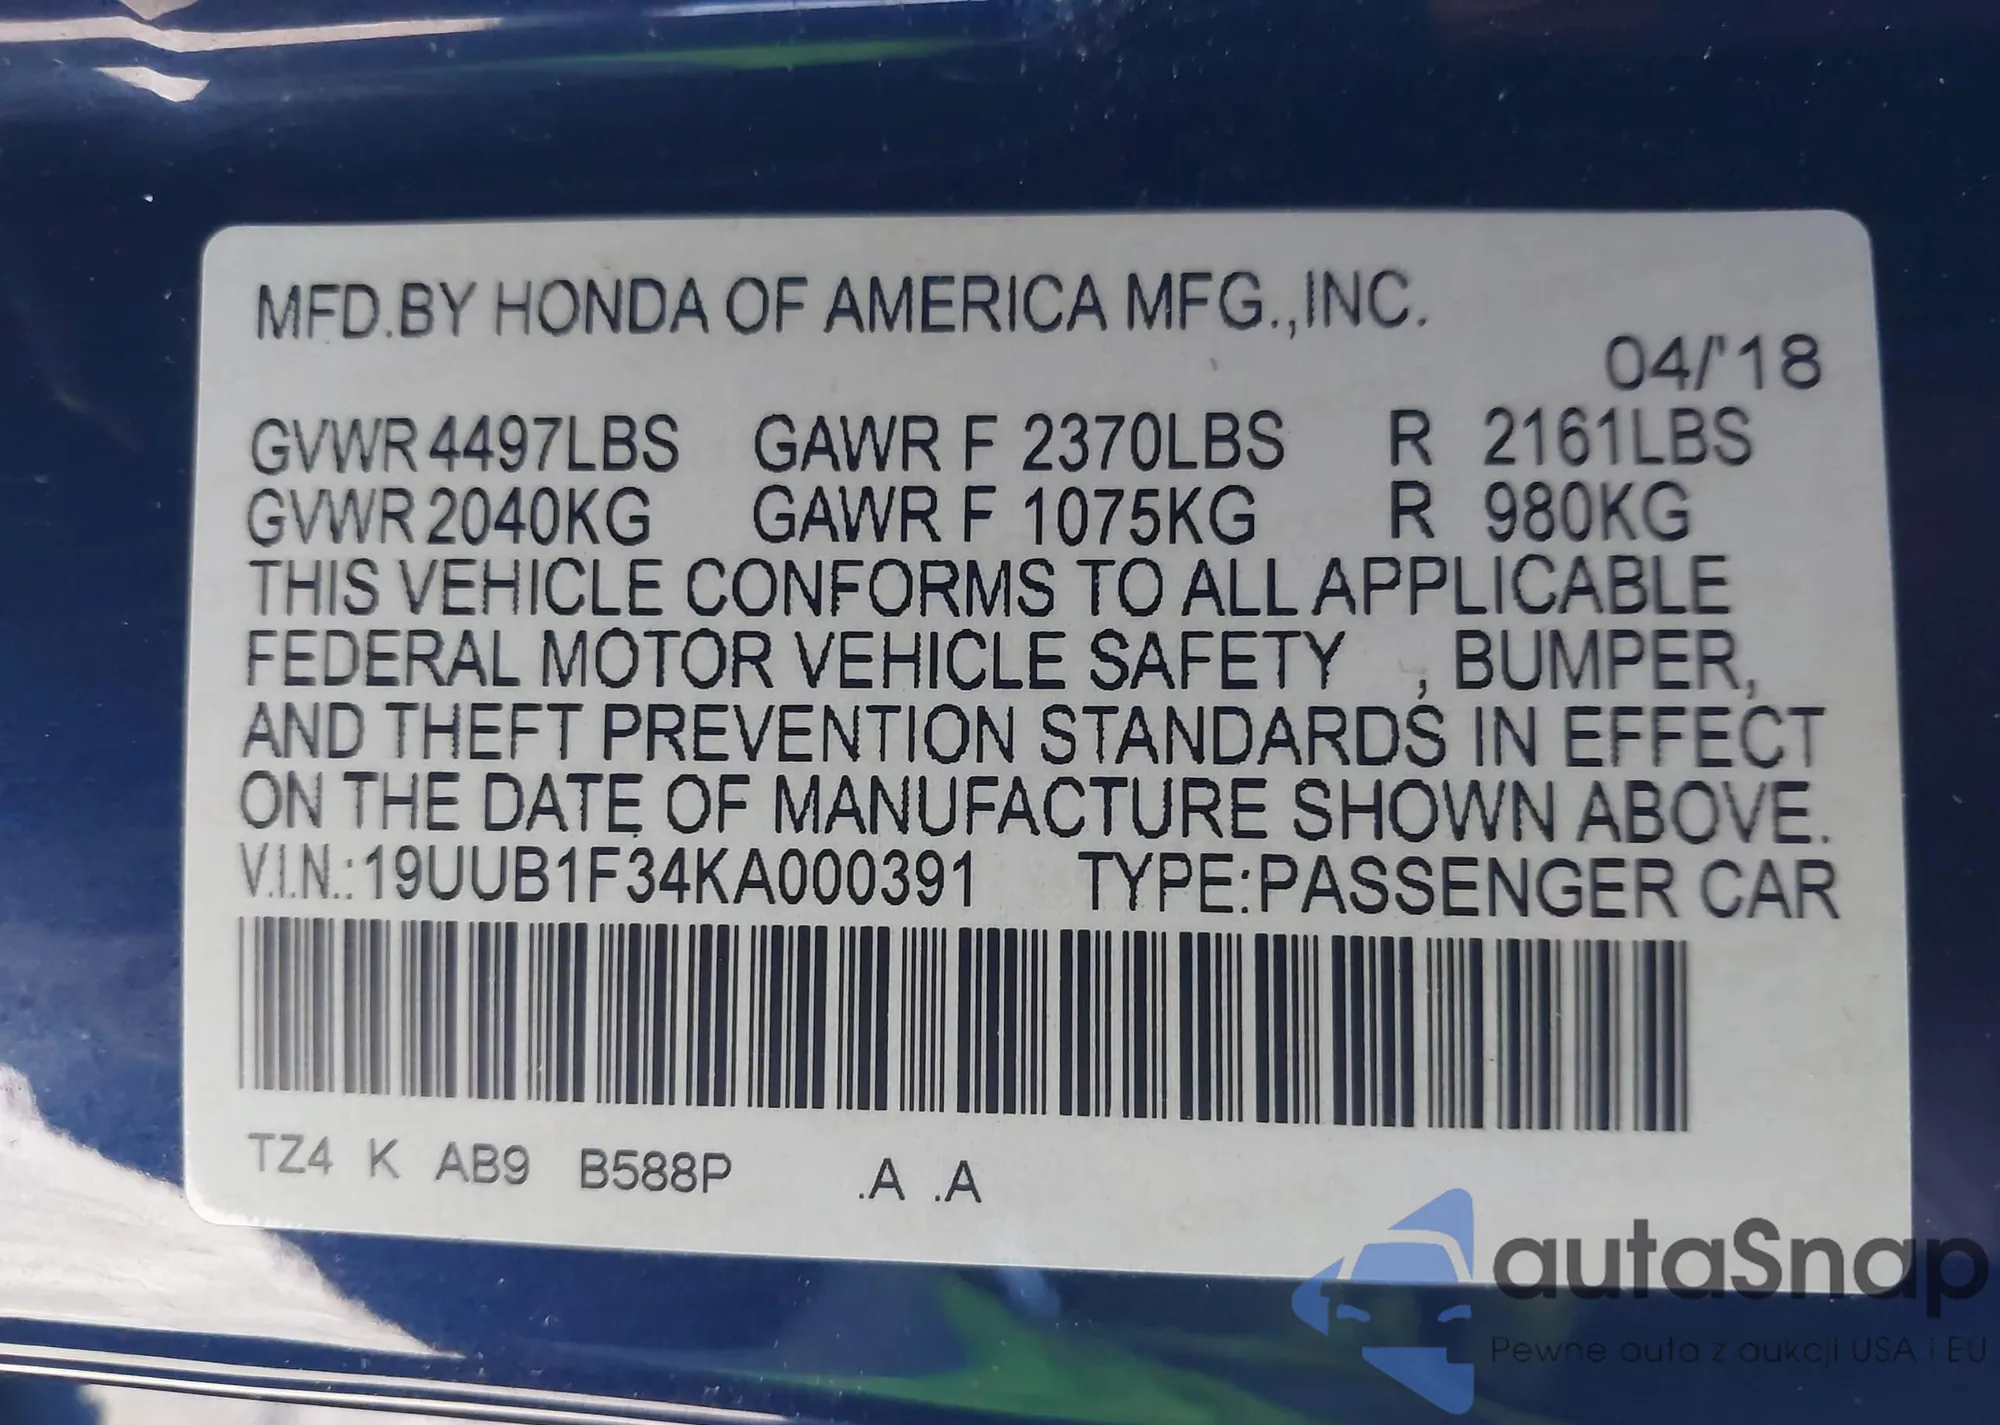 MFD.BY HONDA OF AMERICA MFG.,INC.
04/'18
GVWR 4497LBS GAWR F 2370LBS R 2161LBS
GVWR 2040KG GAWR F 1075KG R 980KG
THIS VEHICLE CONFORMS TO ALL APPLICABLE
FEDERAL MOTOR VEHICLE SAFETY , BUMPER,
AND THEFT PREVENTION STANDARDS IN EFFECT
ON THE DATE OF MANUFACTURE SHOWN ABOVE.
V.I.N.:19UUB1F34KA000391 TYPE:PASSENGER CAR
TZ4 K AB9 B588P .A .A
autaSnap
Pewne auta z aukcji USA i EU